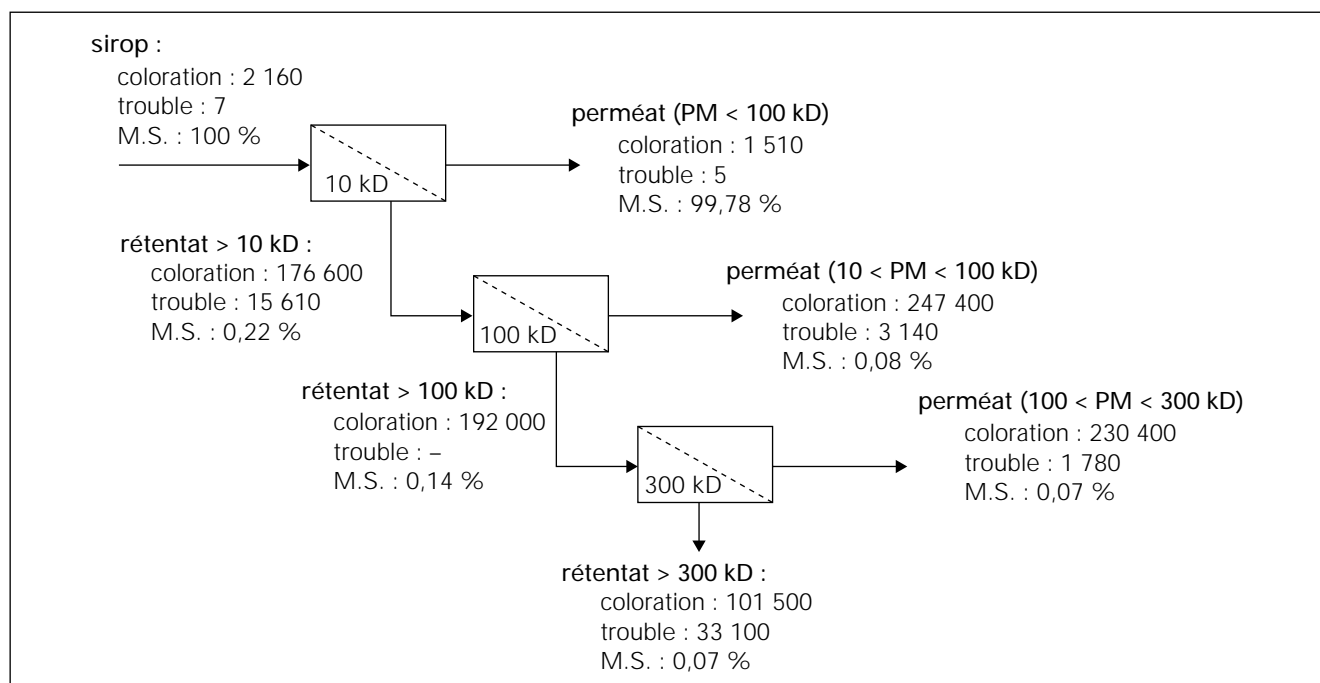 sirop :
coloration : 2 160
trouble : 7
M.S. : 100 %
10 kD
perméat (PM < 100 kD)
coloration : 1 510
trouble : 5
M.S. : 99,78 %
rétentat > 10 kD :
coloration : 176 600
trouble : 15 610
M.S. : 0,22 %
100 kD
perméat (10 < PM < 100 kD)
coloration : 247 400
trouble : 3 140
M.S. : 0,08 %
rétentat > 100 kD :
coloration : 192 000
trouble : –
M.S. : 0,14 %
300 kD
perméat (100 < PM < 300 kD)
coloration : 230 400
trouble : 1 780
M.S. : 0,07 %
rétentat > 300 kD :
coloration : 101 500
trouble : 33 100
M.S. : 0,07 %